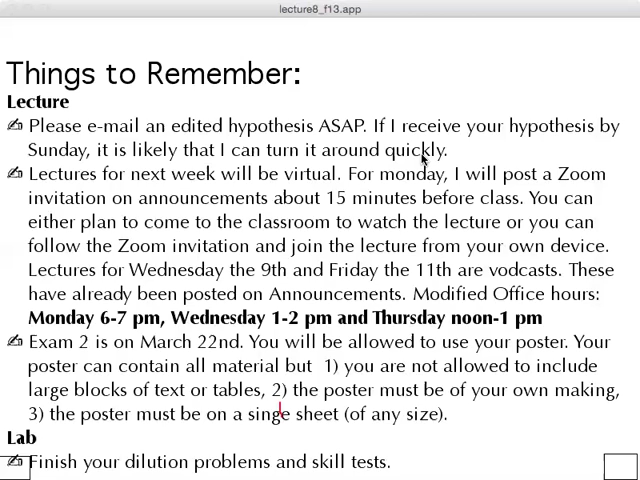 lecture8_f13.app
Things to Remember:
Lecture
✍ Please e-mail an edited hypothesis ASAP. If I receive your hypothesis by
Sunday, it is likely that I can turn it around quickly.
✍ Lectures for next week will be virtual. For monday, I will post a Zoom
invitation on announcements about 15 minutes before class. You can
either plan to come to the classroom to watch the lecture or you can
follow the Zoom invitation and join the lecture from your own device.
Lectures for Wednesday the 9th and Friday the 11th are vodcasts. These
have already been posted on Announcements. Modified Office hours:
Monday 6-7 pm, Wednesday 1-2 pm and Thursday noon-1 pm
✍ Exam 2 is on March 22nd. You will be allowed to use your poster. Your
poster can contain all material but  1) you are not allowed to include
large blocks of text or tables, 2) the poster must be of your own making,
3) the poster must be on a singe sheet (of any size).
Lab
✍ Finish your dilution problems and skill tests.